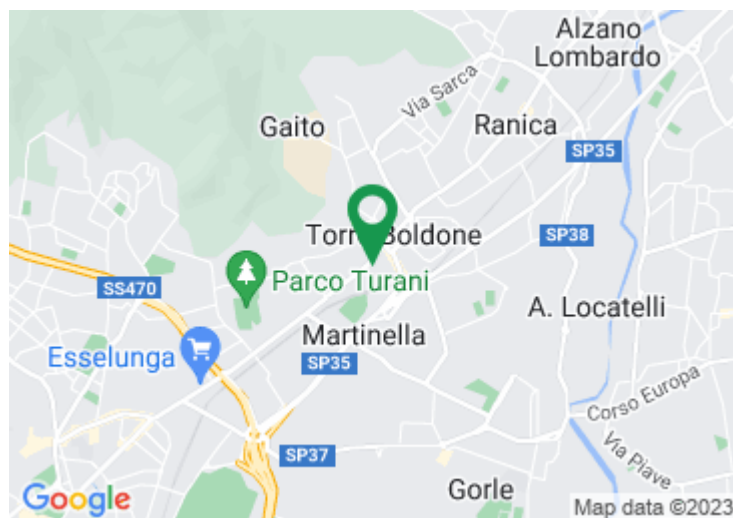 Alzano
Lombardo
Via Sarca
Gaito
Ranica
SP35
Torre Boldone
SP38
Parco Turani
SS470
A. Locatelli
Martinella
Esselunga
SP35
Corso Europa
Via Piave
SP37
Gorle
Google
Map data ©2023